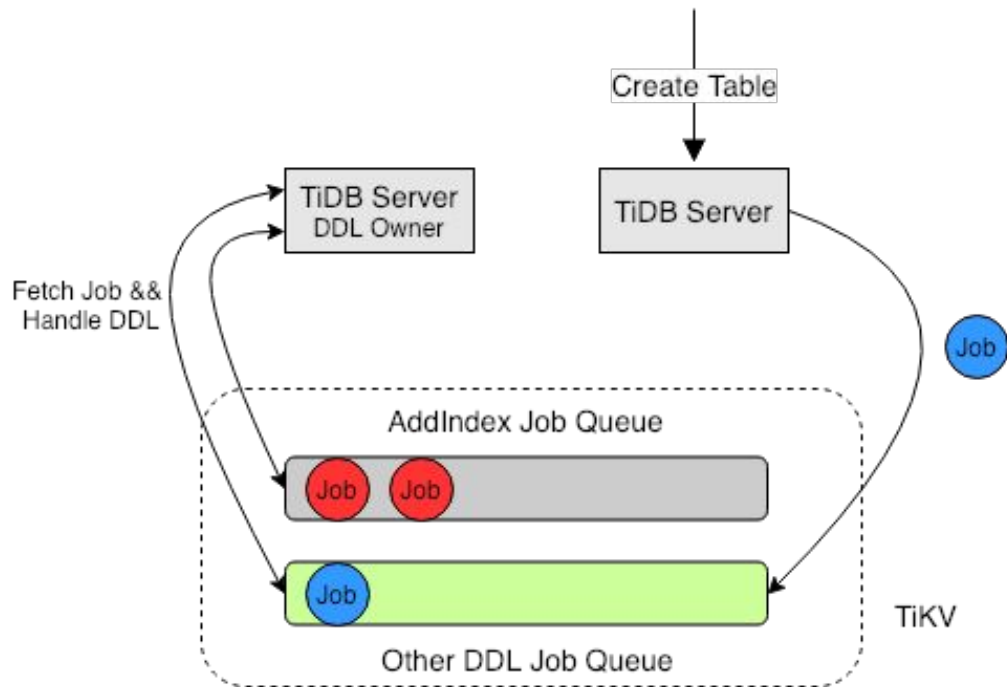 Create Table
TiDB Server
DDL Owner
TiDB Server
Fetch Job &&
Handle DDL
Job
AddIndex Job Queue
Job
Job
Job
TiKV
Other DDL Job Queue